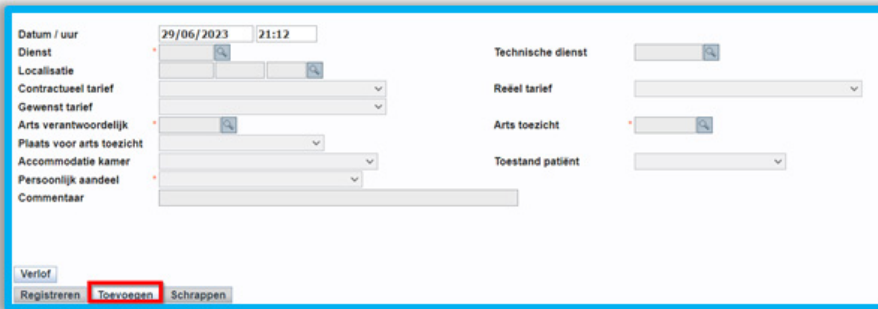 Datum / uur 29/06/2023 21:12
Dienst * Technische dienst
Localisatie
Contractueel tarief Reëel tarief
Gewenst tarief
Arts verantwoordelijk * Arts toezicht *
Plaats voor arts toezicht
Accommodatie kamer Toestand patiënt
Persoonlijk aandeel *
Commentaar
Verlof
Registreren Toevoegen Schrappen